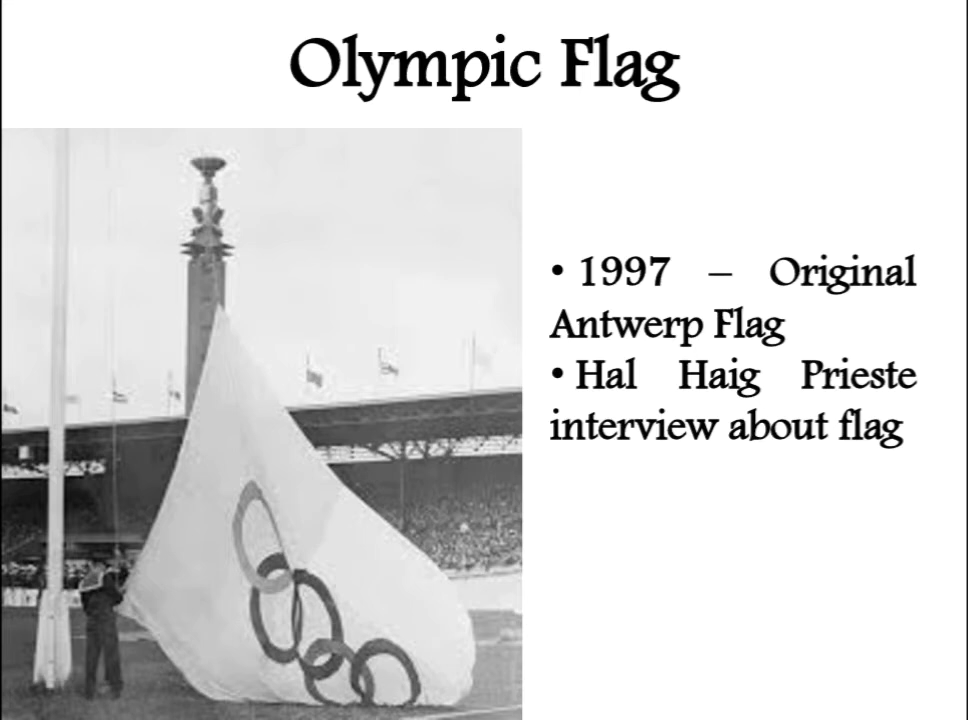 Olympic Flag
• 1997 – Original
Antwerp Flag
• Hal Haig Prieste
interview about flag